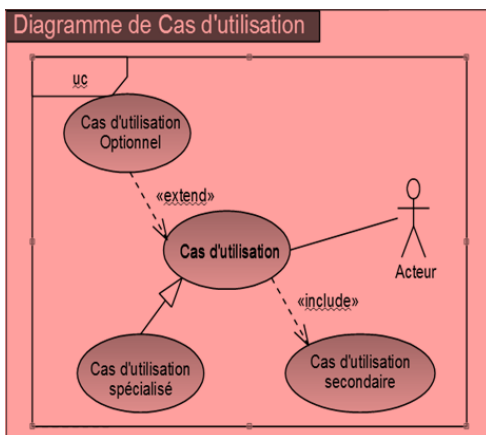 Diagramme de Cas d'utilisation
uc
Cas d'utilisation
Optionnel
«extend»
Cas d'utilisation
Acteur
«include»
Cas d'utilisation
spécialisé
Cas d'utilisation
secondaire